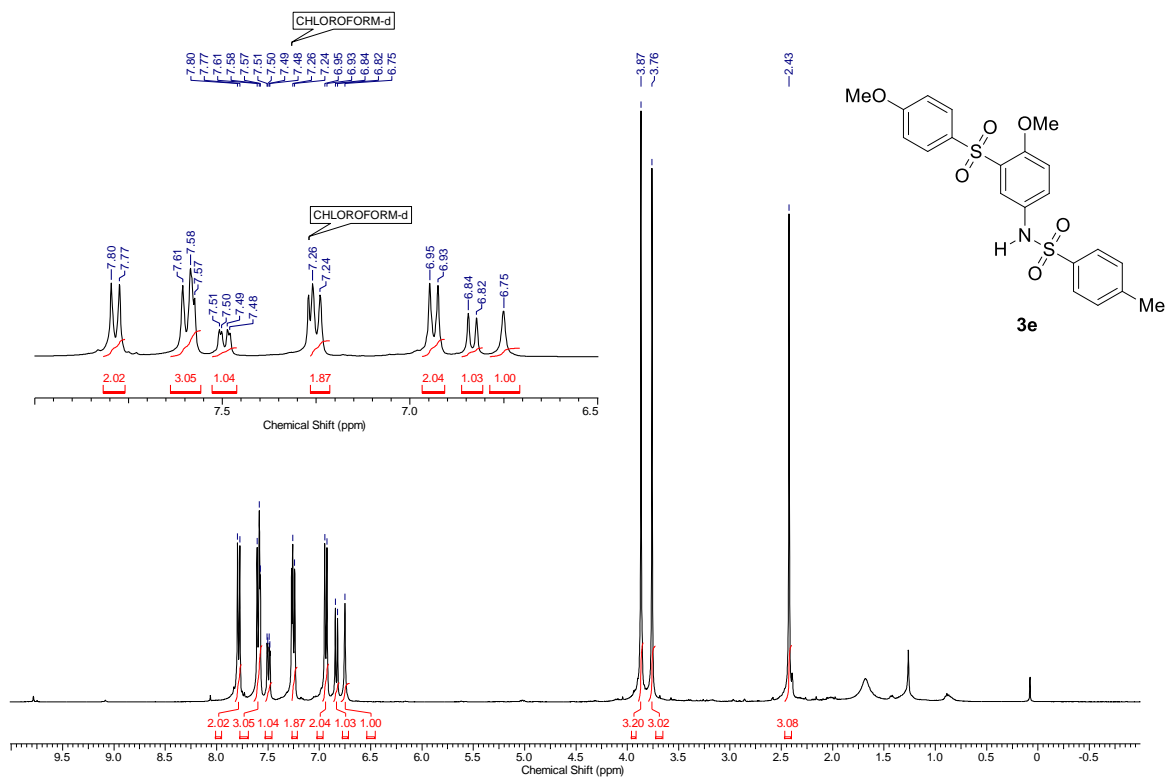 CHLOROFORM-d
7.80 7.77 7.61 7.58 7.57 7.51 7.50 7.49 7.48 7.26 7.24 6.95 6.93 6.84 6.82 6.75
3.87 3.76
2.43
MeO
O
O
S
OMe
N
H
S
O
O
Me
3e
CHLOROFORM-d
7.80 7.77 7.61 7.58 7.57 7.51 7.50 7.49 7.48 7.26 7.24 6.95 6.93 6.84 6.82 6.75
2.02 3.05 1.04 1.87 2.04 1.03 1.00
7.5 7.0 6.5
Chemical Shift (ppm)
2.02 3.05 1.04 1.87 2.04 1.03 1.00 3.20 3.02 3.08
9.5 9.0 8.5 8.0 7.5 7.0 6.5 6.0 5.5 5.0 4.5 4.0 3.5 3.0 2.5 2.0 1.5 1.0 0.5 0 -0.5
Chemical Shift (ppm)